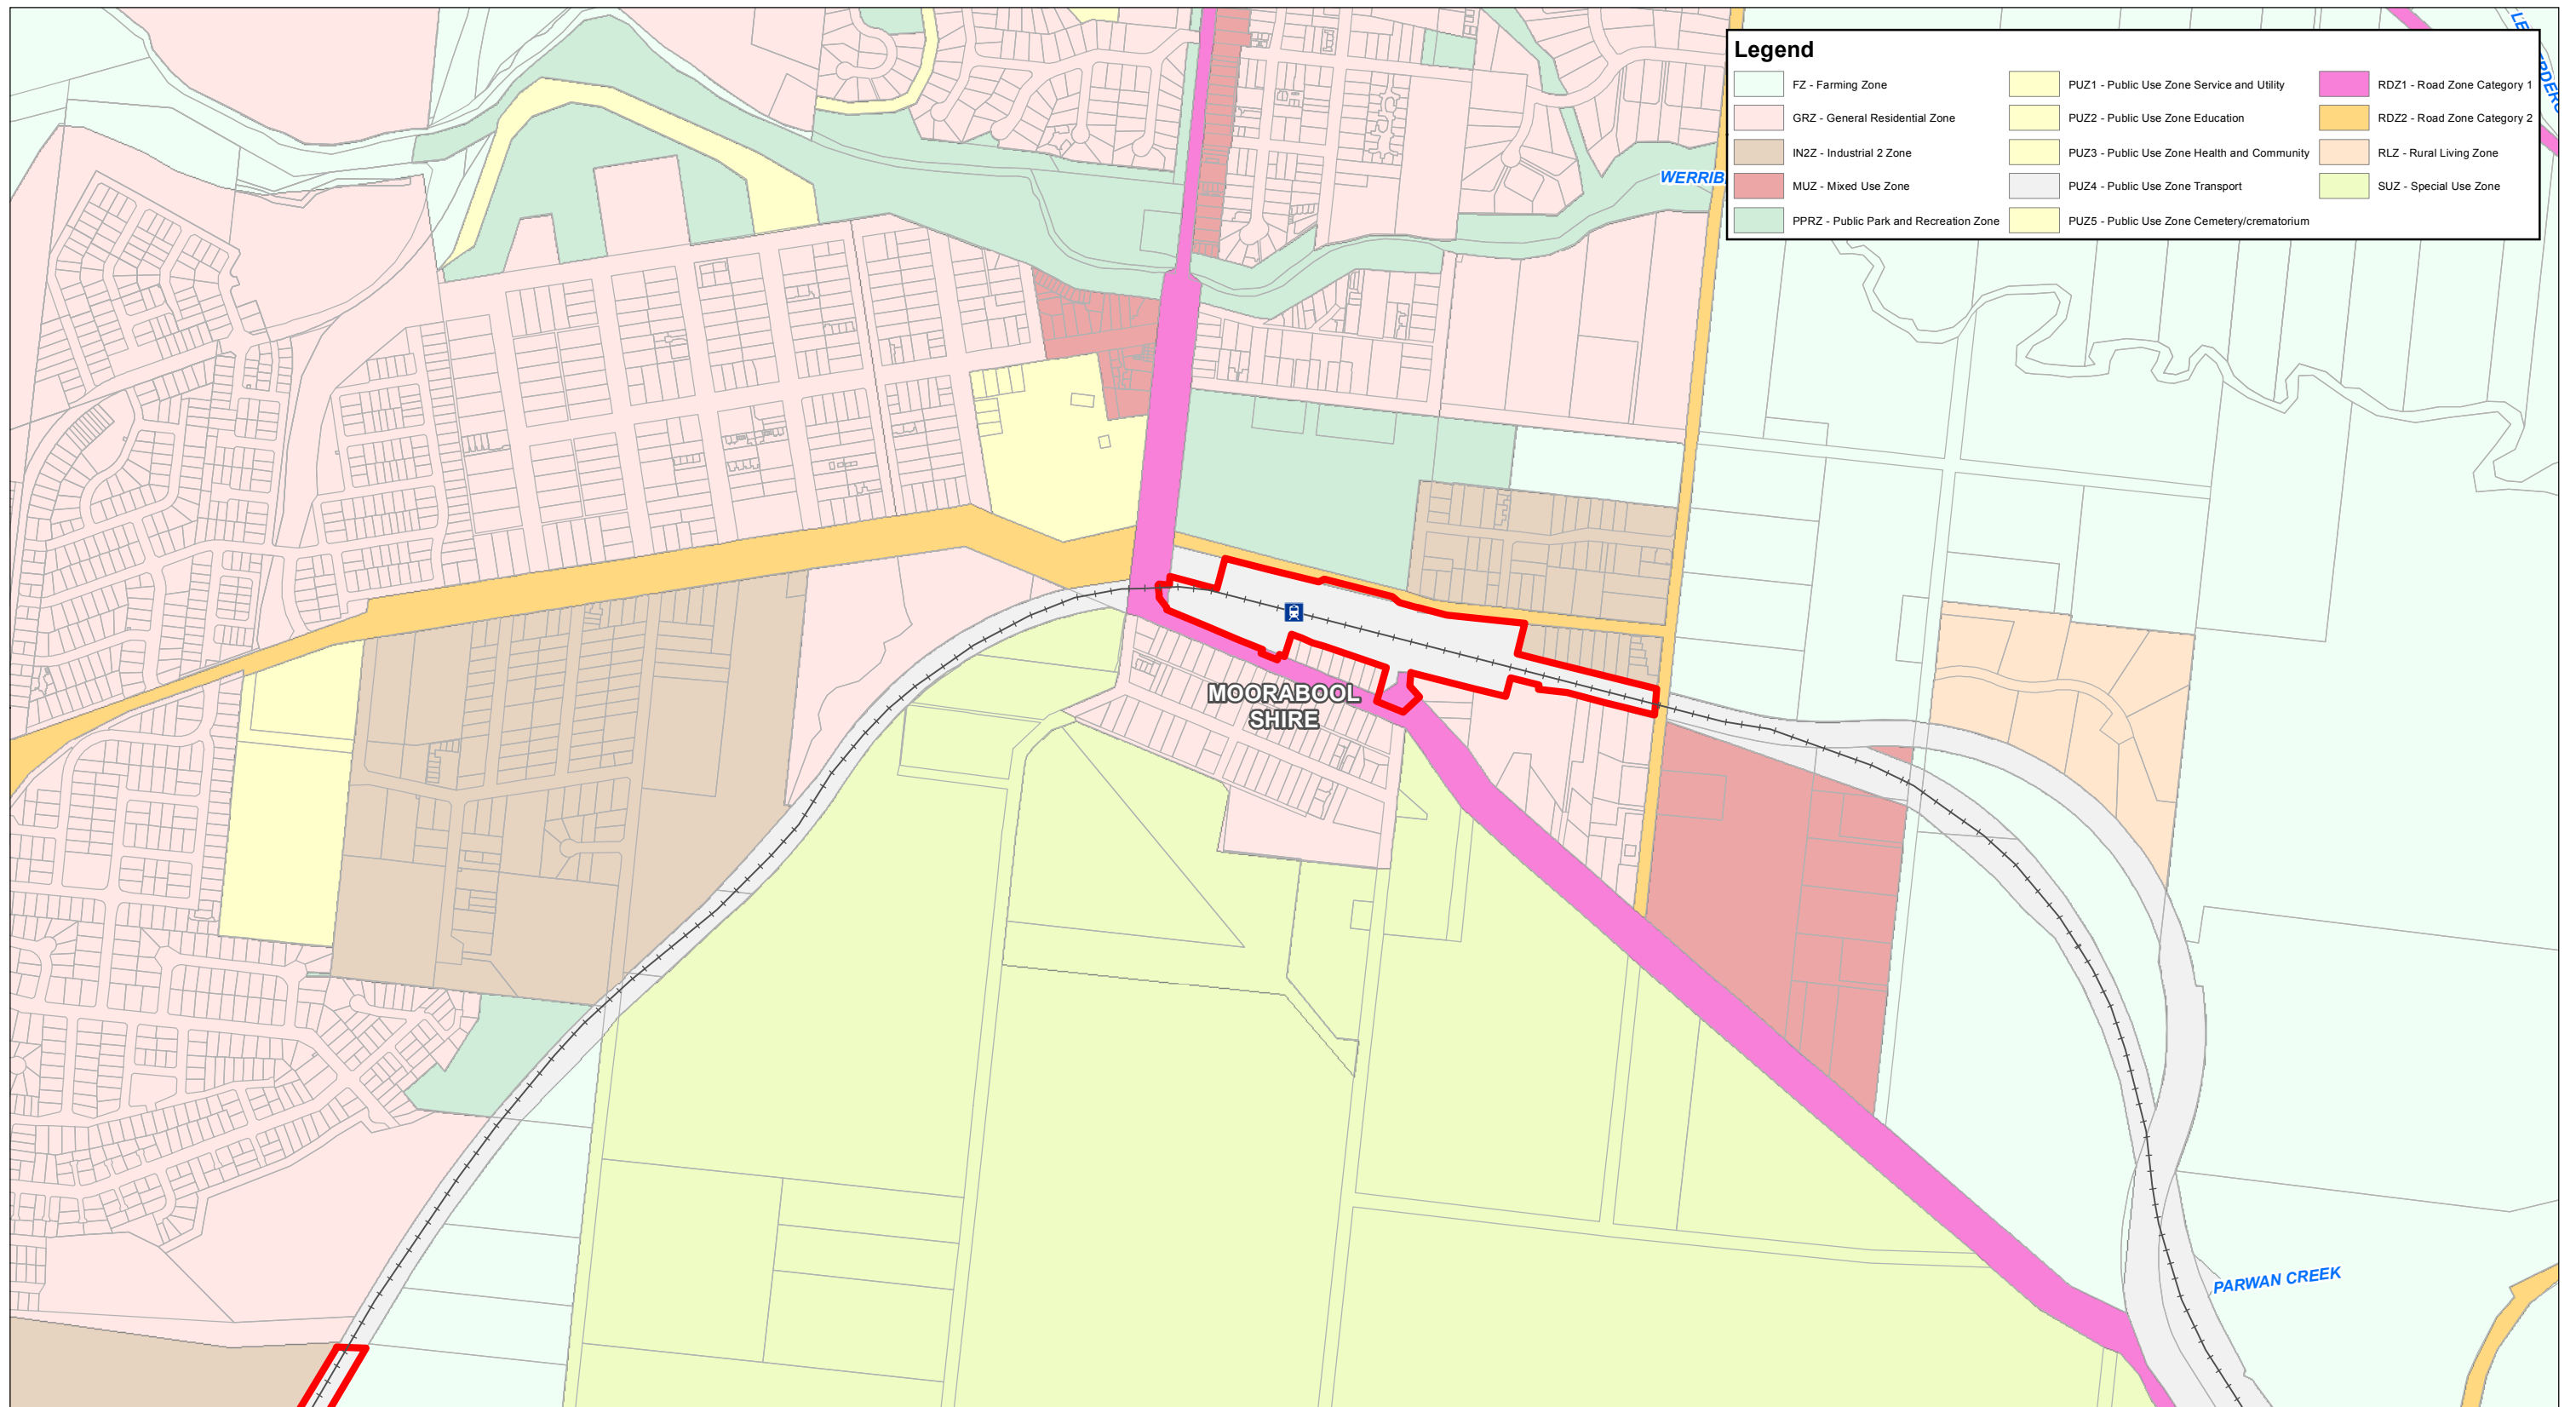 Legend
FZ - Farming Zone
GRZ - General Residential Zone
IN2Z - Industrial 2 Zone
MUZ - Mixed Use Zone
PPRZ - Public Park and Recreation Zone
PUZ1 - Public Use Zone Service and Utility
PUZ2 - Public Use Zone Education
PUZ3 - Public Use Zone Health and Community
PUZ4 - Public Use Zone Transport
PUZ5 - Public Use Zone Cemetery/crematorium
RDZ1 - Road Zone Category 1
RDZ2 - Road Zone Category 2
RLZ - Rural Living Zone
SUZ - Special Use Zone
WERRIB
MOORABOOL
SHIRE
PARWAN CREEK